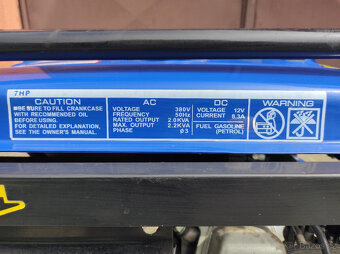 7HP
CAUTION
●BE SURE TO FILL CRANKCASE
WITH RECOMMENDED OIL
BEFORE USING.
FOR DETAILED EXPLANATION,
SEE THE OWNER'S MANUAL.
AC
VOLTAGE 380V
FREQUENCY 50Hz
RATED OUTPUT 2.0KVA
MAX. OUTPUT 2.2KVA
PHASE ø3
DC
VOLTAGE 12V
CURRENT 8.3A
FUEL GASOLINE
(PETROL)
WARNING